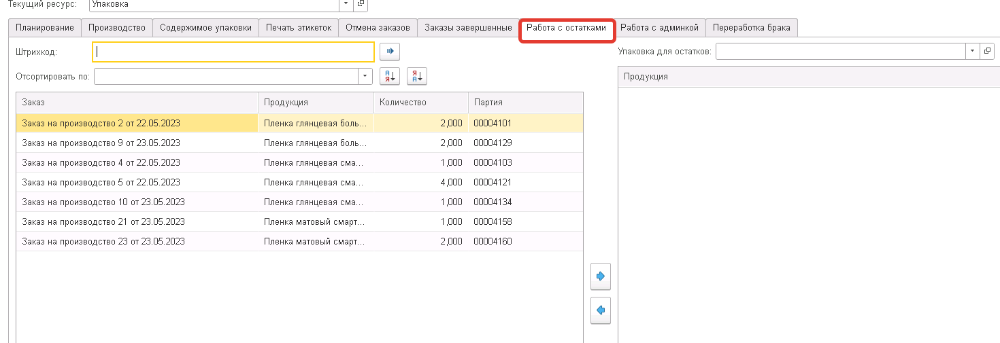 Текущий ресурс: Упаковка
Планирование Производство Содержимое упаковки Печать этикеток Отмена заказов Заказы завершенные Работа с остатками Работа с админкой Переработка брака
Штрихкод: Упаковка для остатков:
Отсортировать по: А Я Я А
Продукция
Заказ Продукция Количество Партия
Заказ на производство 2 от 22.05.2023 Пленка глянцевая боль... 2,000 00004101
Заказ на производство 9 от 23.05.2023 Пленка глянцевая боль... 2,000 00004129
Заказ на производство 4 от 22.05.2023 Пленка глянцевая сма... 1,000 00004103
Заказ на производство 5 от 22.05.2023 Пленка глянцевая сма... 4,000 00004121
Заказ на производство 10 от 23.05.2023 Пленка глянцевая сма... 1,000 00004134
Заказ на производство 21 от 23.05.2023 Пленка матовый смарт... 1,000 00004158
Заказ на производство 23 от 23.05.2023 Пленка матовый смарт... 2,000 00004160